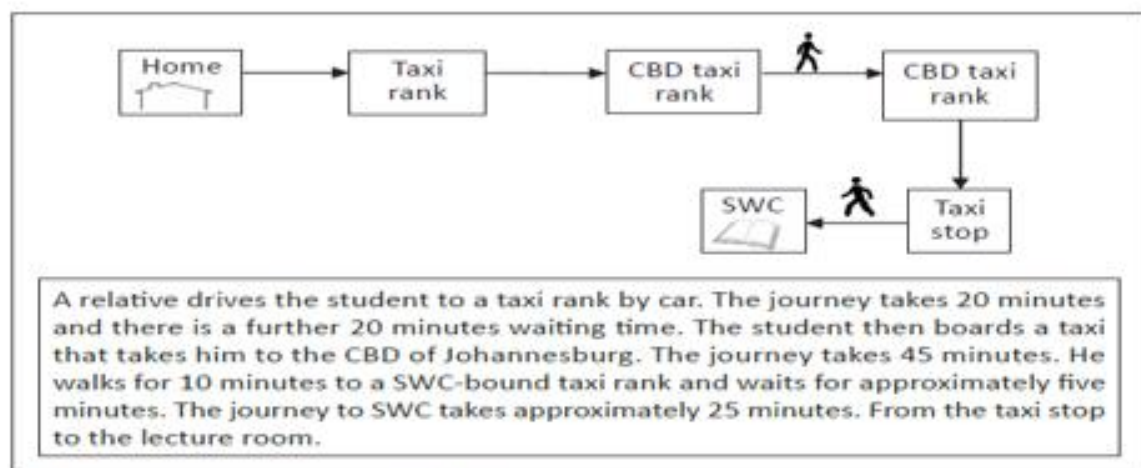 Home
Taxi
rank
CBD taxi
rank
CBD taxi
rank
SWC
Taxi
stop
A relative drives the student to a taxi rank by car. The journey takes 20 minutes
and there is a further 20 minutes waiting time. The student then boards a taxi
that takes him to the CBD of Johannesburg. The journey takes 45 minutes. He
walks for 10 minutes to a SWC-bound taxi rank and waits for approximately five
minutes. The journey to SWC takes approximately 25 minutes. From the taxi stop
to the lecture room.